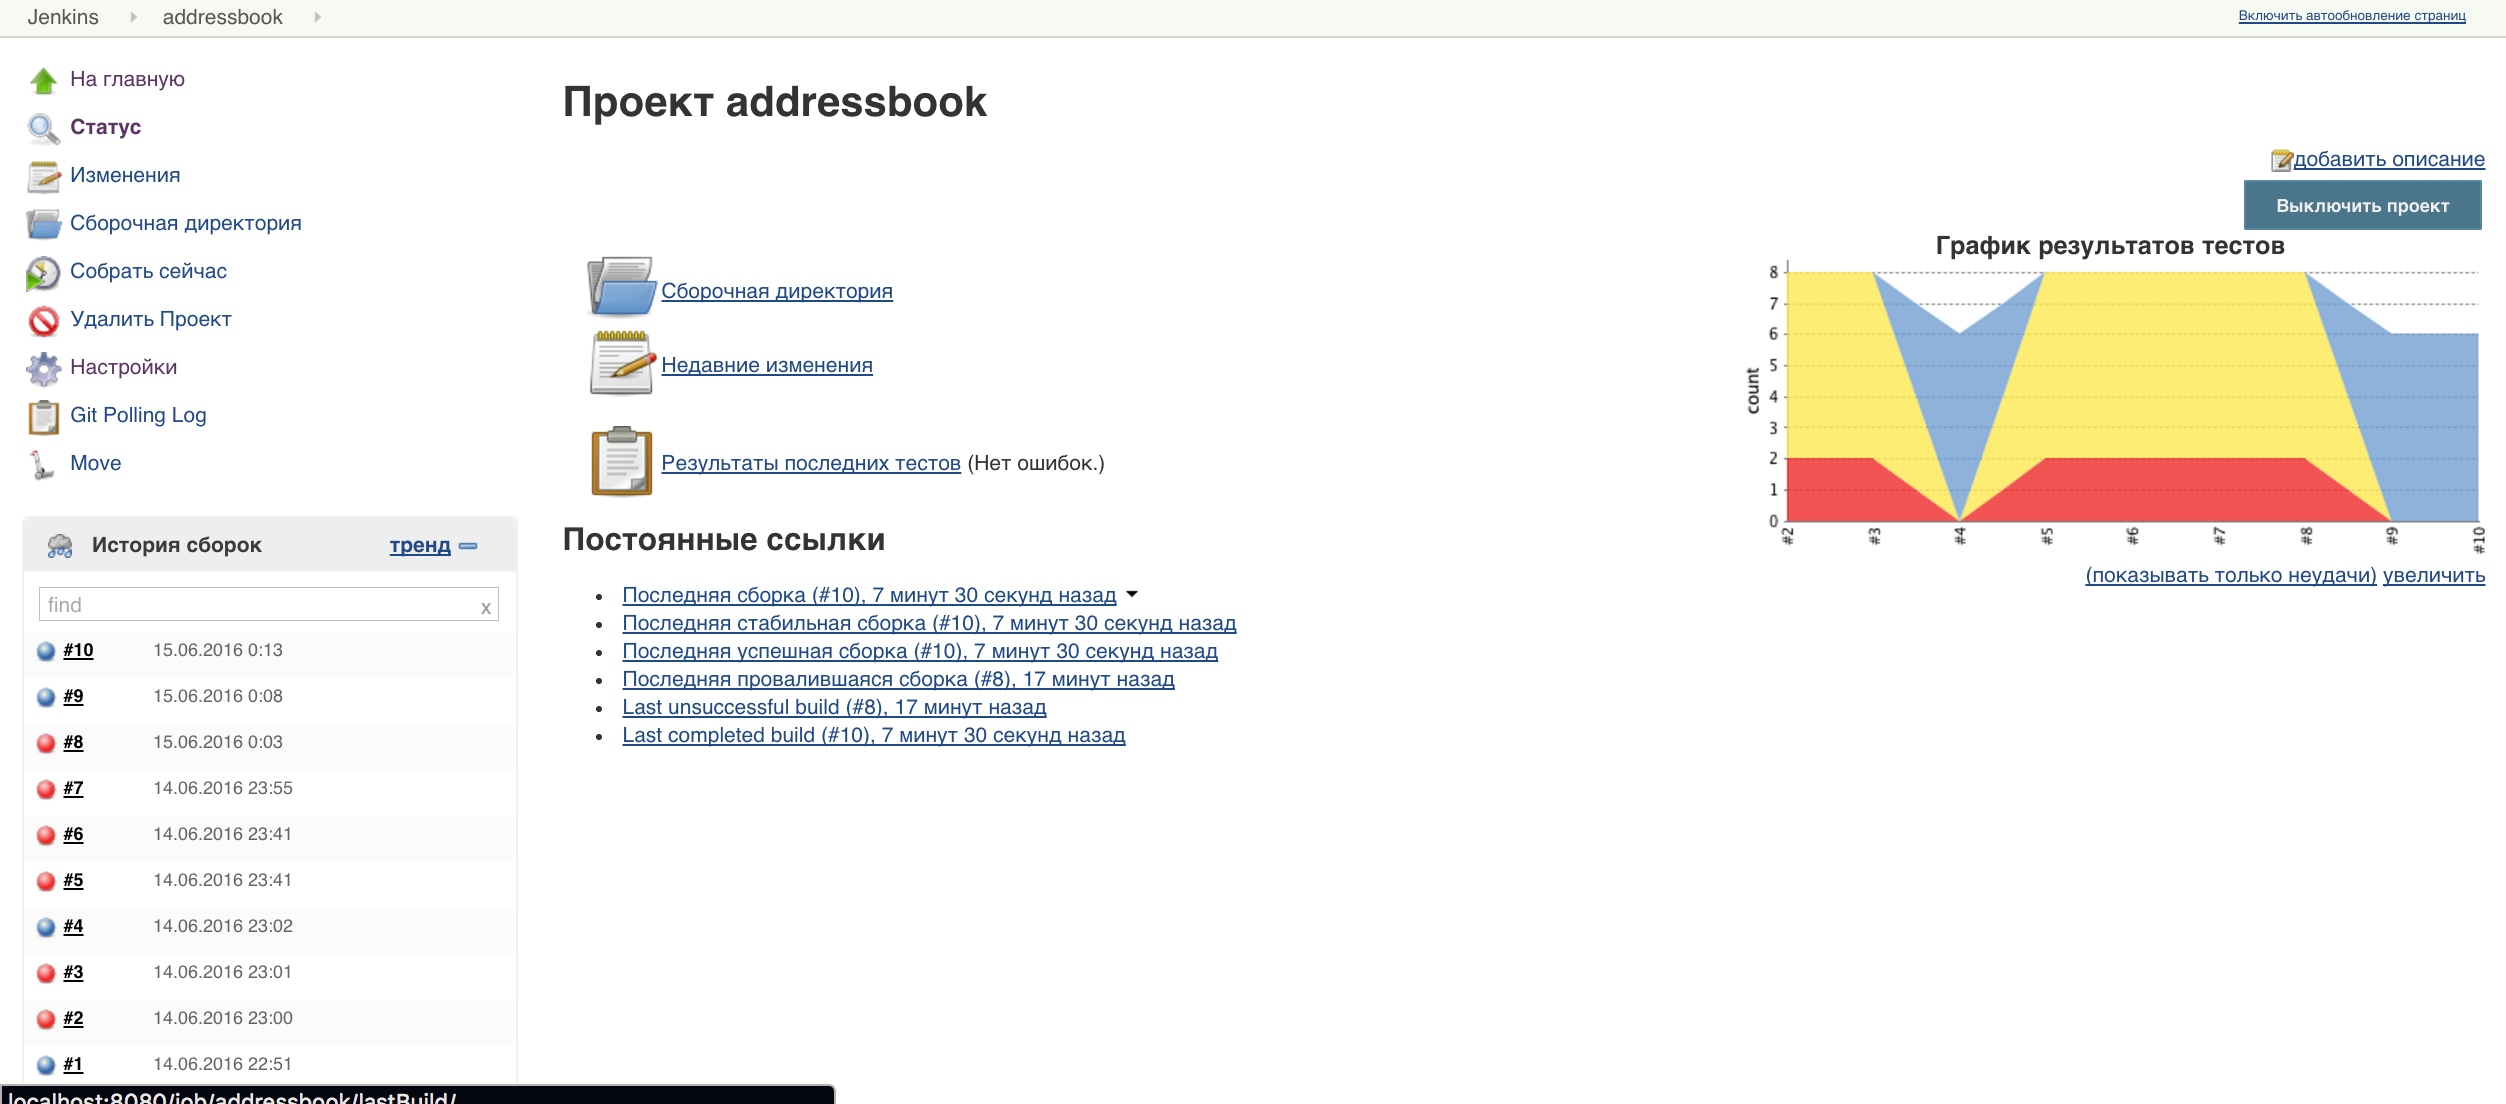 Jenkins addressbook Включить автообновление страниц
На главную
Статус
Изменения
Сборочная директория
Собрать сейчас
Удалить Проект
Настройки
Git Polling Log
Move
История сборок тренд
find x
#10 15.06.2016 0:13
#9 15.06.2016 0:08
#8 15.06.2016 0:03
#7 14.06.2016 23:55
#6 14.06.2016 23:41
#5 14.06.2016 23:41
#4 14.06.2016 23:02
#3 14.06.2016 23:01
#2 14.06.2016 23:00
#1 14.06.2016 22:51
localhost:8080/job/addressbook/lastBuild/
Проект addressbook
добавить описание
Выключить проект
Сборочная директория
Недавние изменения
Результаты последних тестов (Нет ошибок.)
Постоянные ссылки
Последняя сборка (#10), 7 минут 30 секунд назад
Последняя стабильная сборка (#10), 7 минут 30 секунд назад
Последняя успешная сборка (#10), 7 минут 30 секунд назад
Последняя провалившаяся сборка (#8), 17 минут назад
Last unsuccessful build (#8), 17 минут назад
Last completed build (#10), 7 минут 30 секунд назад
График результатов тестов
count
8
7
6
5
4
3
2
1
0
#2 #3 #4 #5 #6 #7 #8 #9 #10
(показывать только неудачи) увеличить